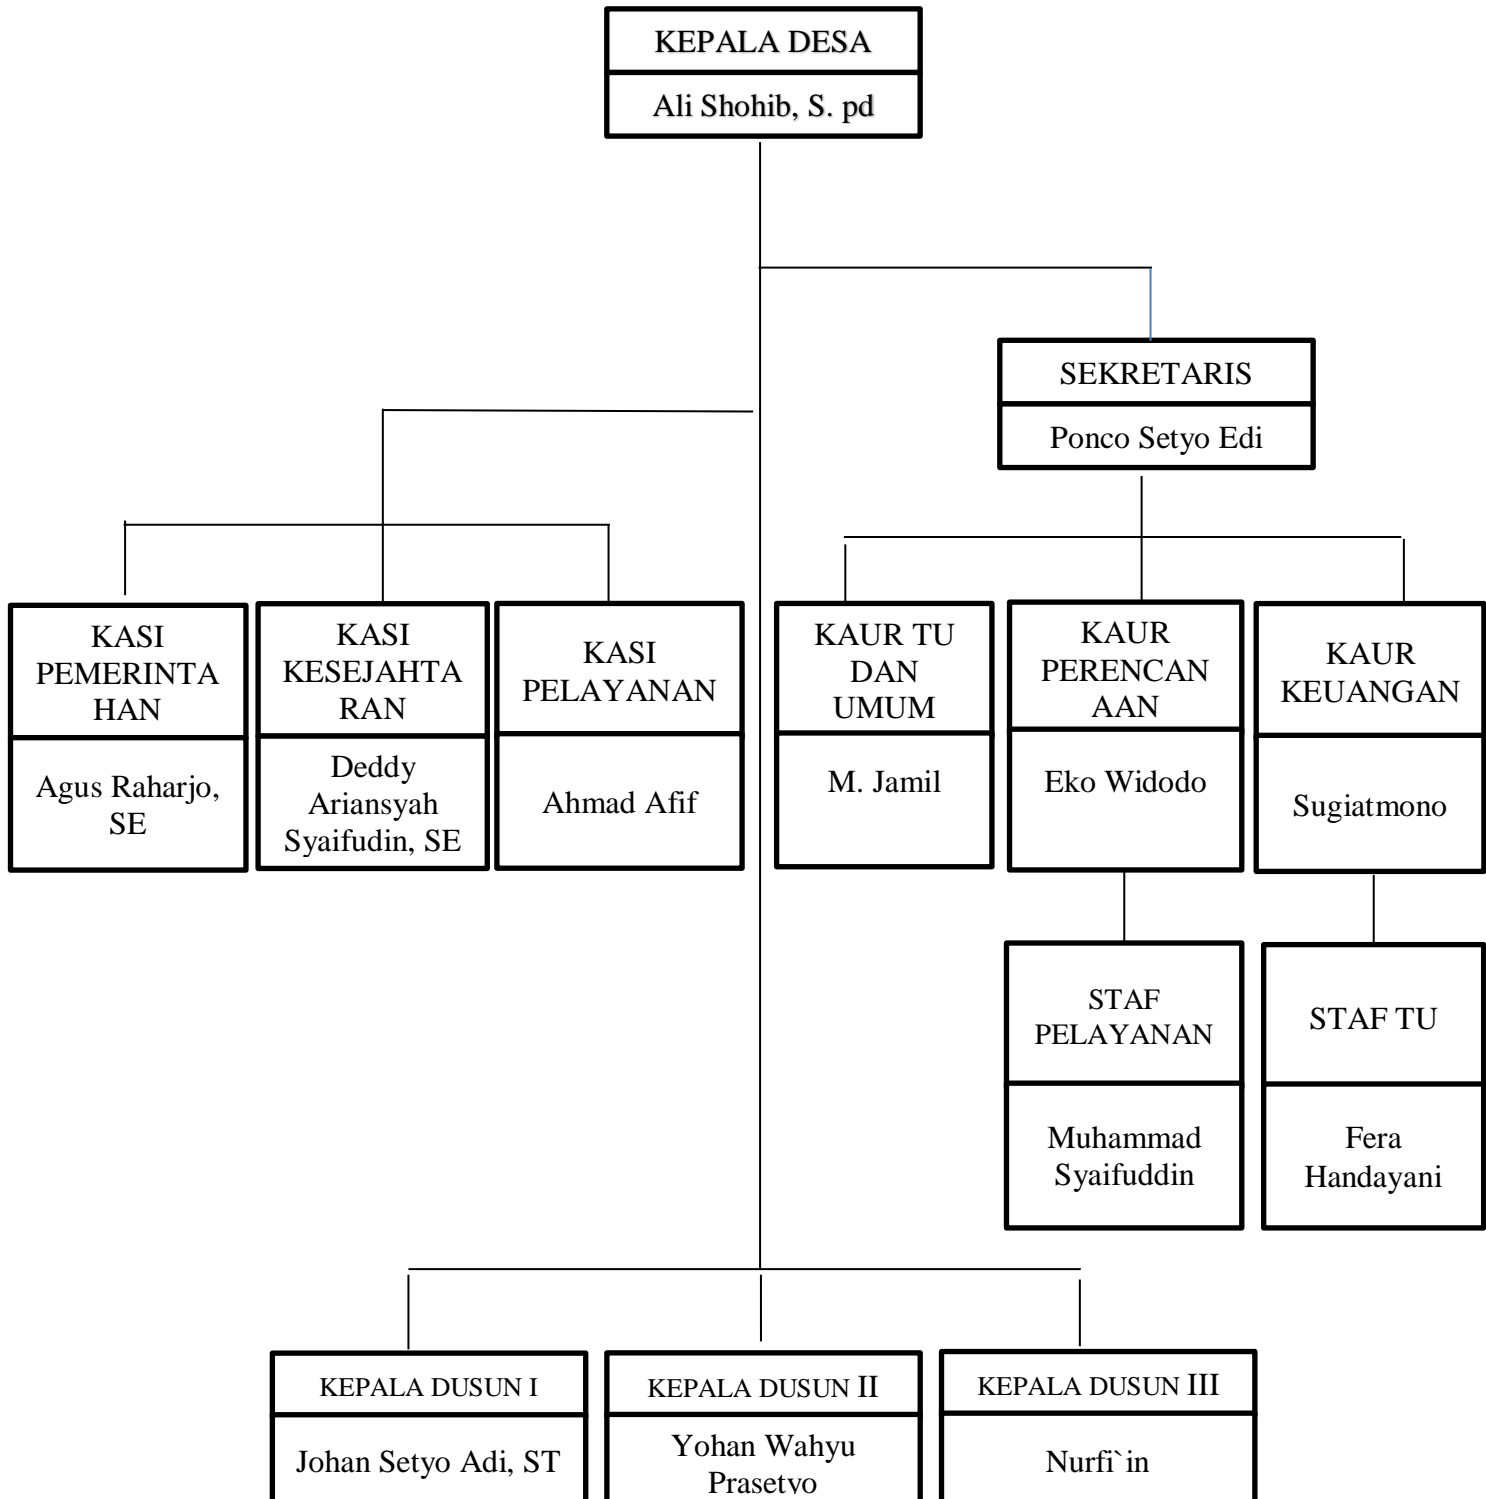 KEPALA DESA
Ali Shohib, S. pd
SEKRETARIS
Ponco Setyo Edi
KASI
PEMERINTA
HAN
Agus Raharjo,
SE
KASI
KESEJAHTA
RAN
Deddy
Ariansyah
Syaifudin, SE
KASI
PELAYANAN
Ahmad Afif
KAUR TU
DAN
UMUM
M. Jamil
KAUR
PERENCAN
AAN
Eko Widodo
KAUR
KEUANGAN
Sugiatmono
STAF
PELAYANAN
Muhammad
Syaifuddin
STAF TU
Fera
Handayani
KEPALA DUSUN I
Johan Setyo Adi, ST
KEPALA DUSUN II
Yohan Wahyu
Prasetyo
KEPALA DUSUN III
Nurfi`in